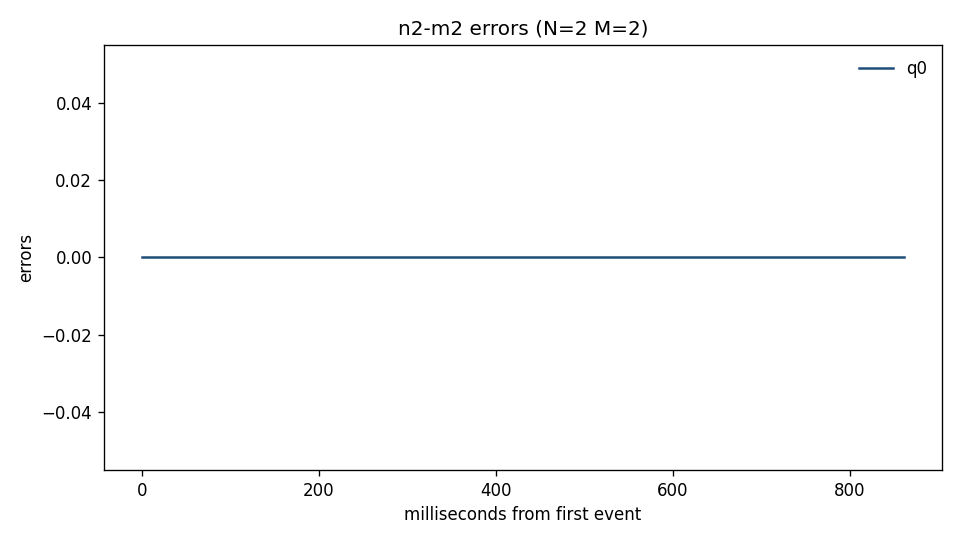 n2-m2 errors (N=2 M=2)
q0
0.04
0.02
0.00
−0.02
−0.04
errors
0 200 400 600 800
milliseconds from first event